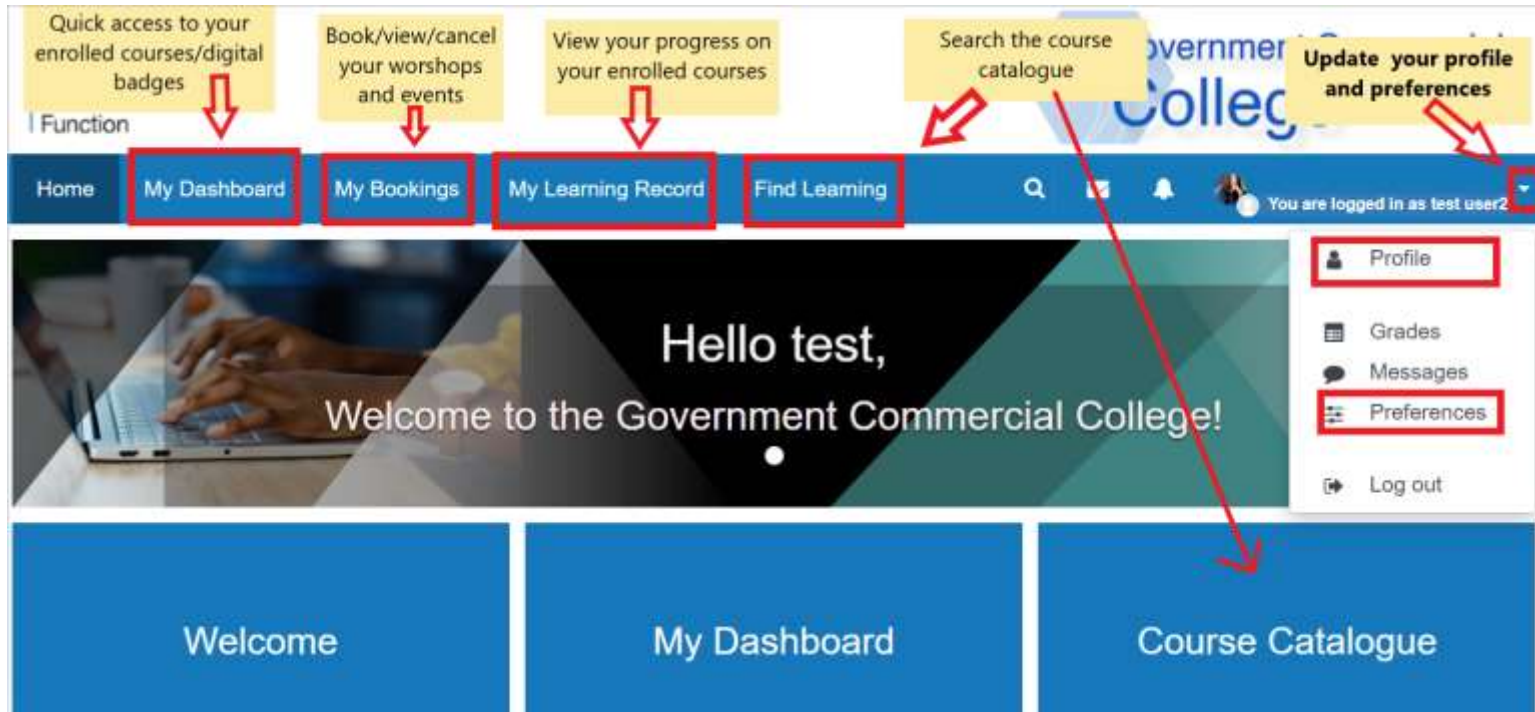 Quick access to your
enrolled courses/digital
badges
Book/view/cancel
your worshops
and events
View your progress on
your enrolled courses
Search the course
catalogue
Update your profile
and preferences
Function
Home
My Dashboard
My Bookings
My Learning Record
Find Learning
You are logged in as test user2
Profile
Grades
Messages
Preferences
Log out
Hello test,
Welcome to the Government Commercial College!
Welcome
My Dashboard
Course Catalogue